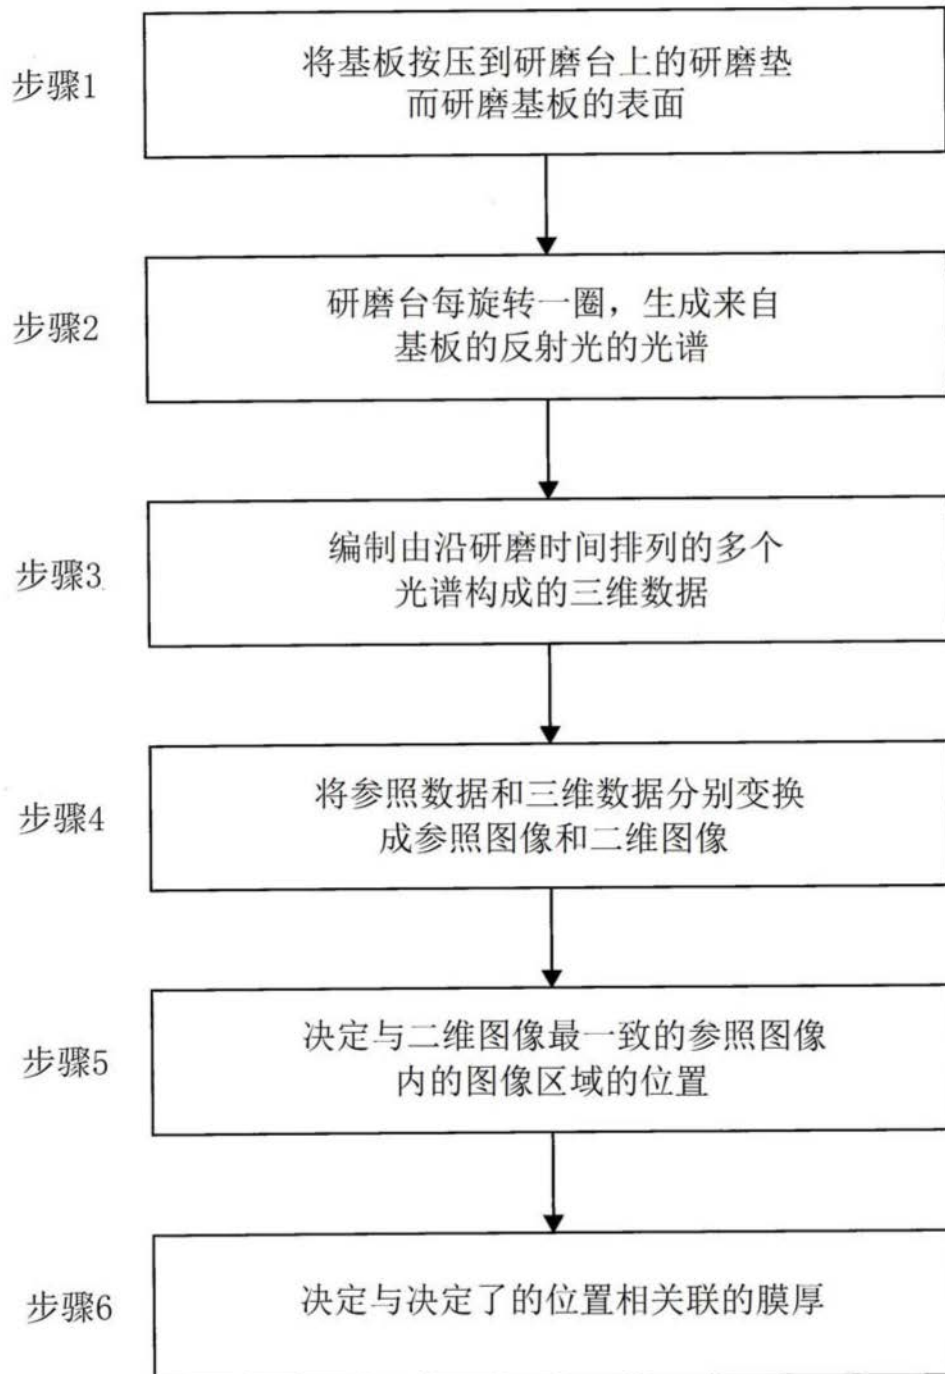 步骤1
将基板按压到研磨台上的研磨垫
而研磨基板的表面
步骤2
研磨台每旋转一圈，生成来自
基板的反射光的光谱
步骤3
编制由沿研磨时间排列的多个
光谱构成的三维数据
步骤4
将参照数据和三维数据分别变换
成参照图像和二维图像
步骤5
决定与二维图像最一致的参照图像
内的图像区域的位置
步骤6
决定与决定了的位置相关联的膜厚